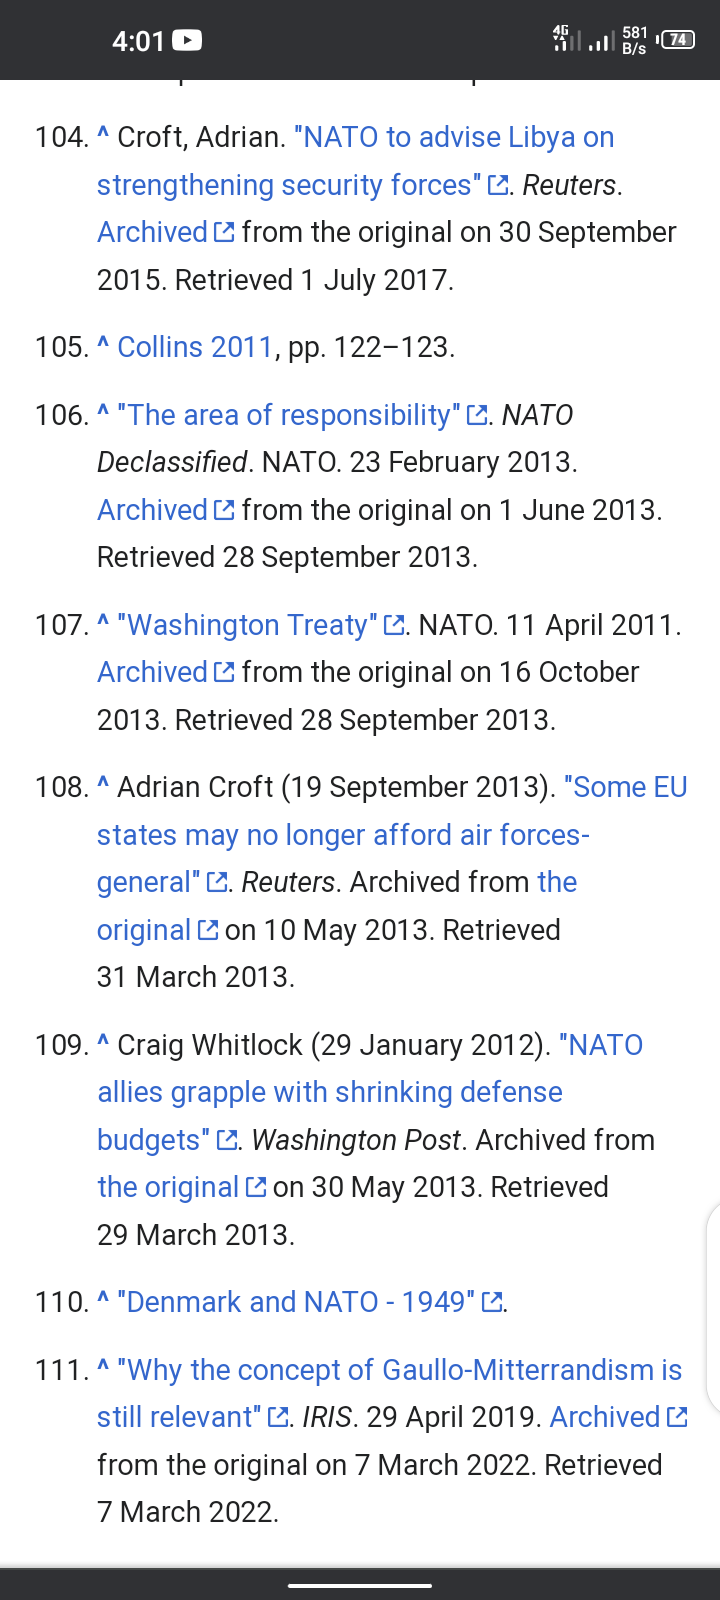 4:01
4G
581
B/s
74
104. ^ Croft, Adrian. "NATO to advise Libya on
strengthening security forces". Reuters.
Archived from the original on 30 September
2015. Retrieved 1 July 2017.
105. ^ Collins 2011, pp. 122–123.
106. ^ "The area of responsibility". NATO
Declassified. NATO. 23 February 2013.
Archived from the original on 1 June 2013.
Retrieved 28 September 2013.
107. ^ "Washington Treaty". NATO. 11 April 2011.
Archived from the original on 16 October
2013. Retrieved 28 September 2013.
108. ^ Adrian Croft (19 September 2013). "Some EU
states may no longer afford air forces-
general". Reuters. Archived from the
original on 10 May 2013. Retrieved
31 March 2013.
109. ^ Craig Whitlock (29 January 2012). "NATO
allies grapple with shrinking defense
budgets". Washington Post. Archived from
the original on 30 May 2013. Retrieved
29 March 2013.
110. ^ "Denmark and NATO - 1949".
111. ^ "Why the concept of Gaullo-Mitterrandism is
still relevant". IRIS. 29 April 2019. Archived
from the original on 7 March 2022. Retrieved
7 March 2022.